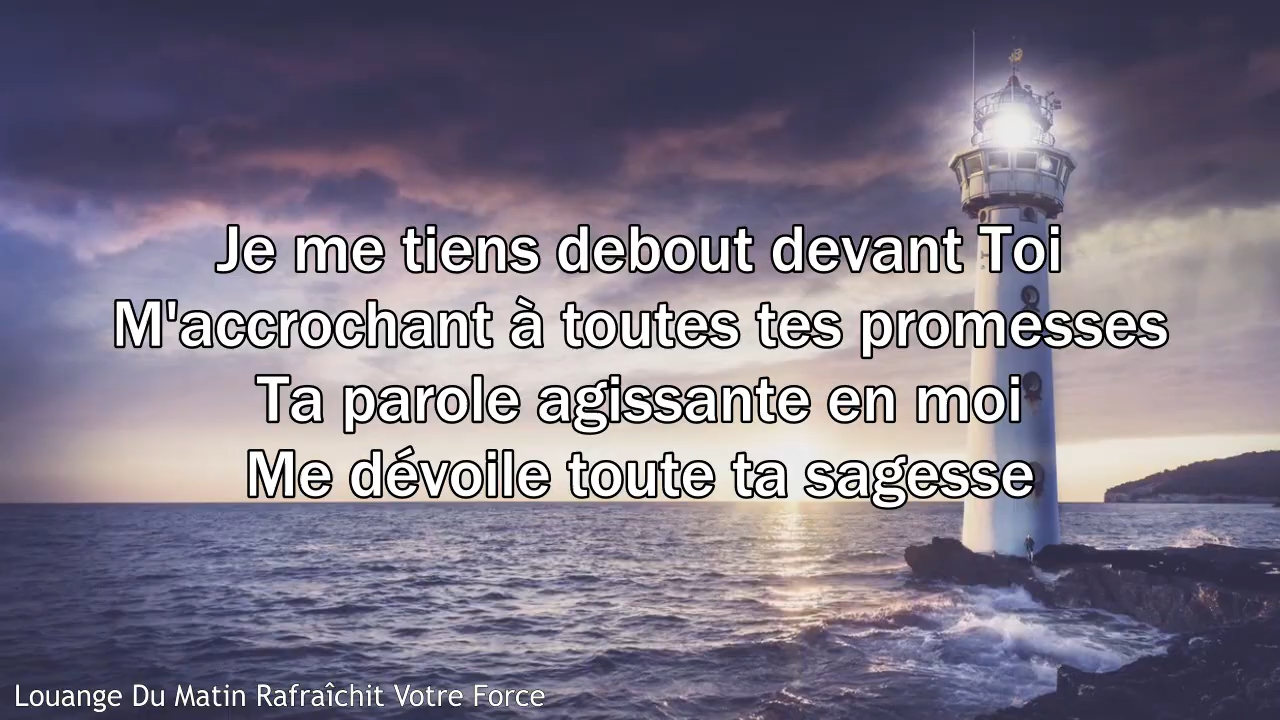 Je me tiens debout devant Toi
M'accrochant à toutes tes promesses
Ta parole agissante en moi
Me dévoile toute ta sagesse
Louange Du Matin Rafraîchit Votre Force